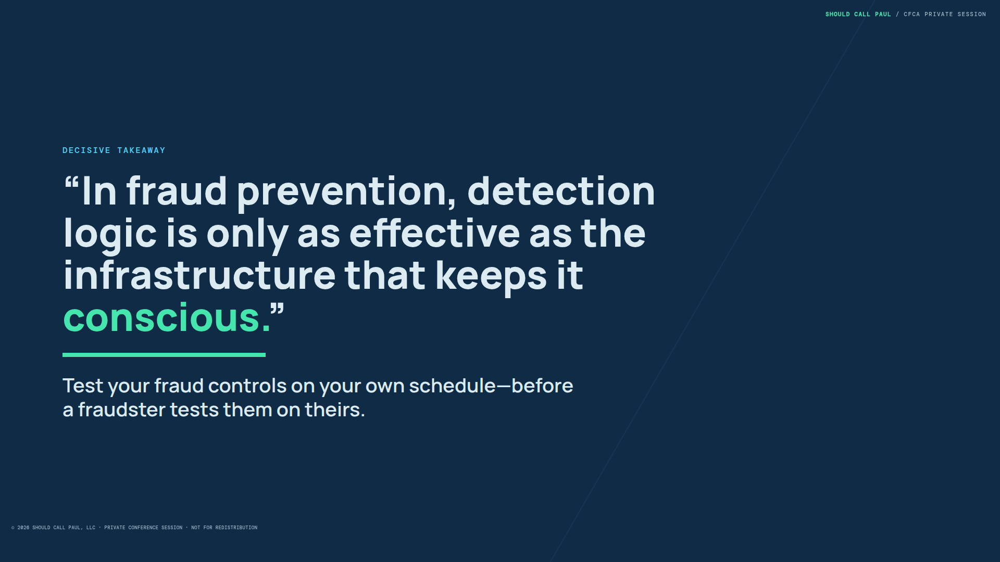 SHOULD CALL PAUL / CFCA PRIVATE SESSION
DECISIVE TAKEAWAY
“In fraud prevention, detection
logic is only as effective as the
infrastructure that keeps it
conscious.”
Test your fraud controls on your own schedule—before
a fraudster tests them on theirs.
© 2026 SHOULD CALL PAUL, LLC · PRIVATE CONFERENCE SESSION · NOT FOR REDISTRIBUTION